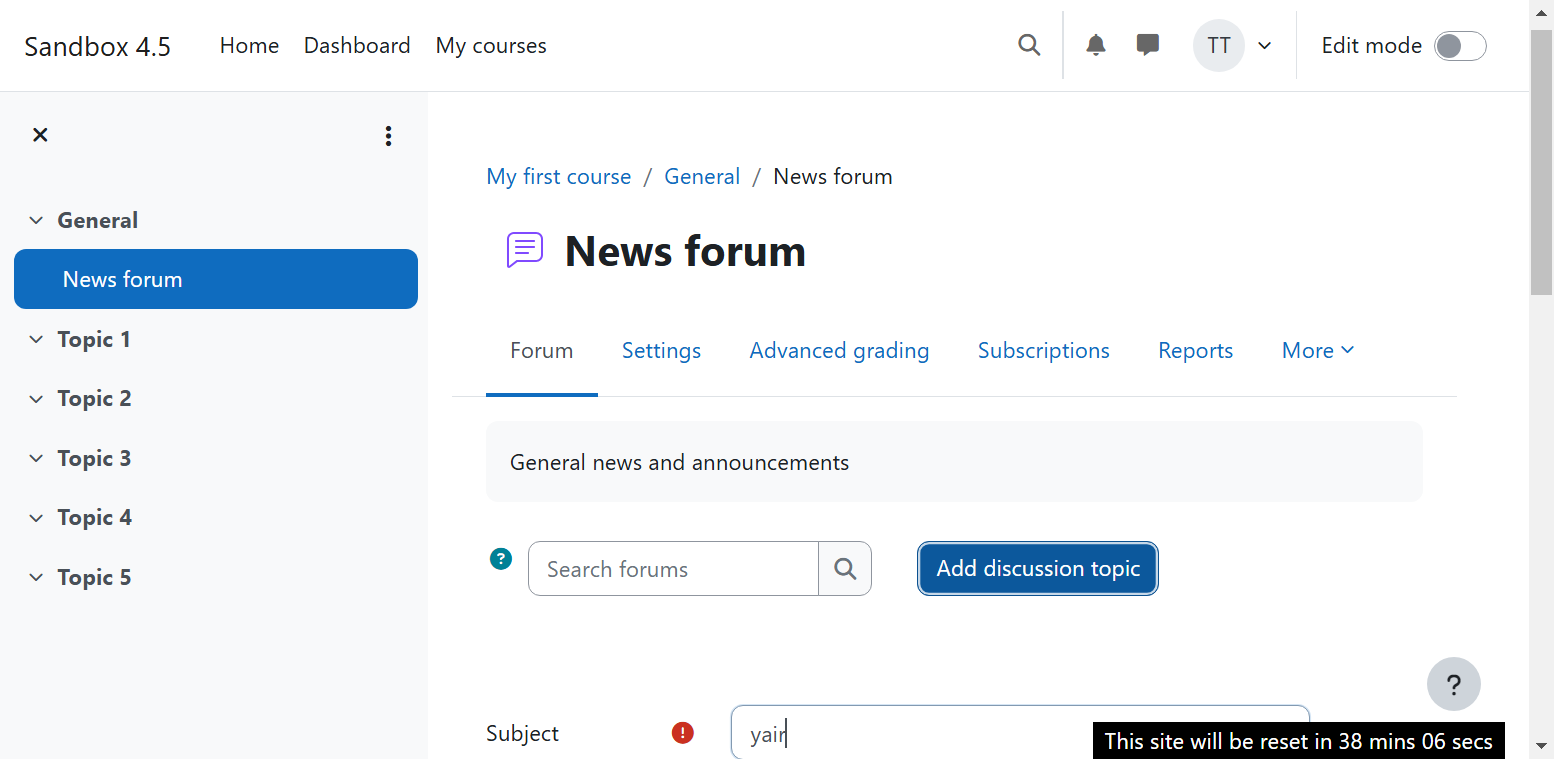 Sandbox 4.5 Home Dashboard My courses TT Edit mode
General
News forum
Topic 1
Topic 2
Topic 3
Topic 4
Topic 5
My first course / General / News forum
News forum
Forum Settings Advanced grading Subscriptions Reports More
General news and announcements
? Search forums Add discussion topic
?
Subject ! yair
This site will be reset in 38 mins 06 secs